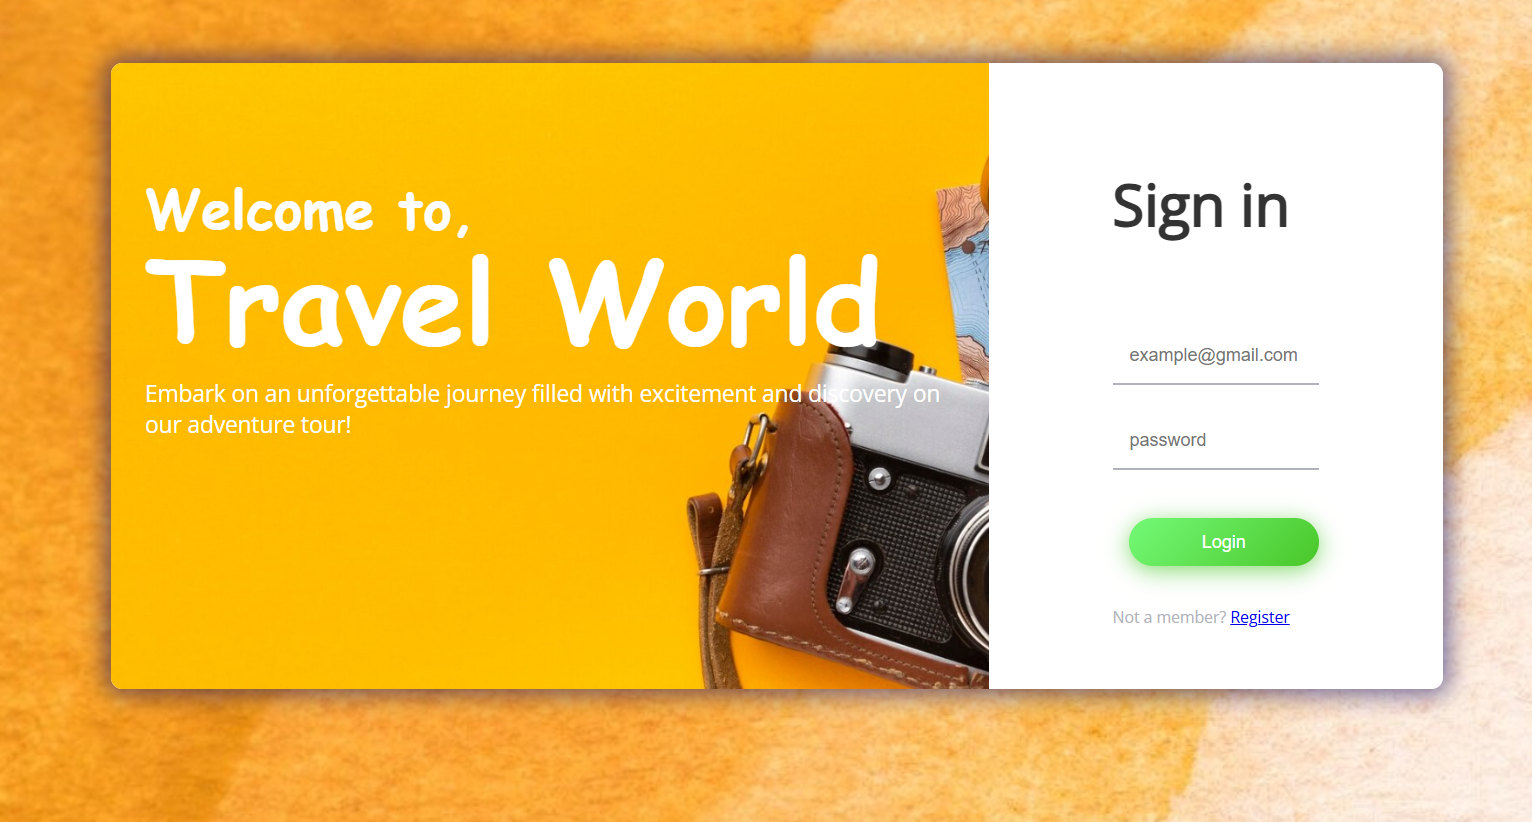 Welcome to,
Travel World
Embark on an unforgettable journey filled with excitement and discovery on
our adventure tour!
Sign in
example@gmail.com
password
Login
Not a member? Register